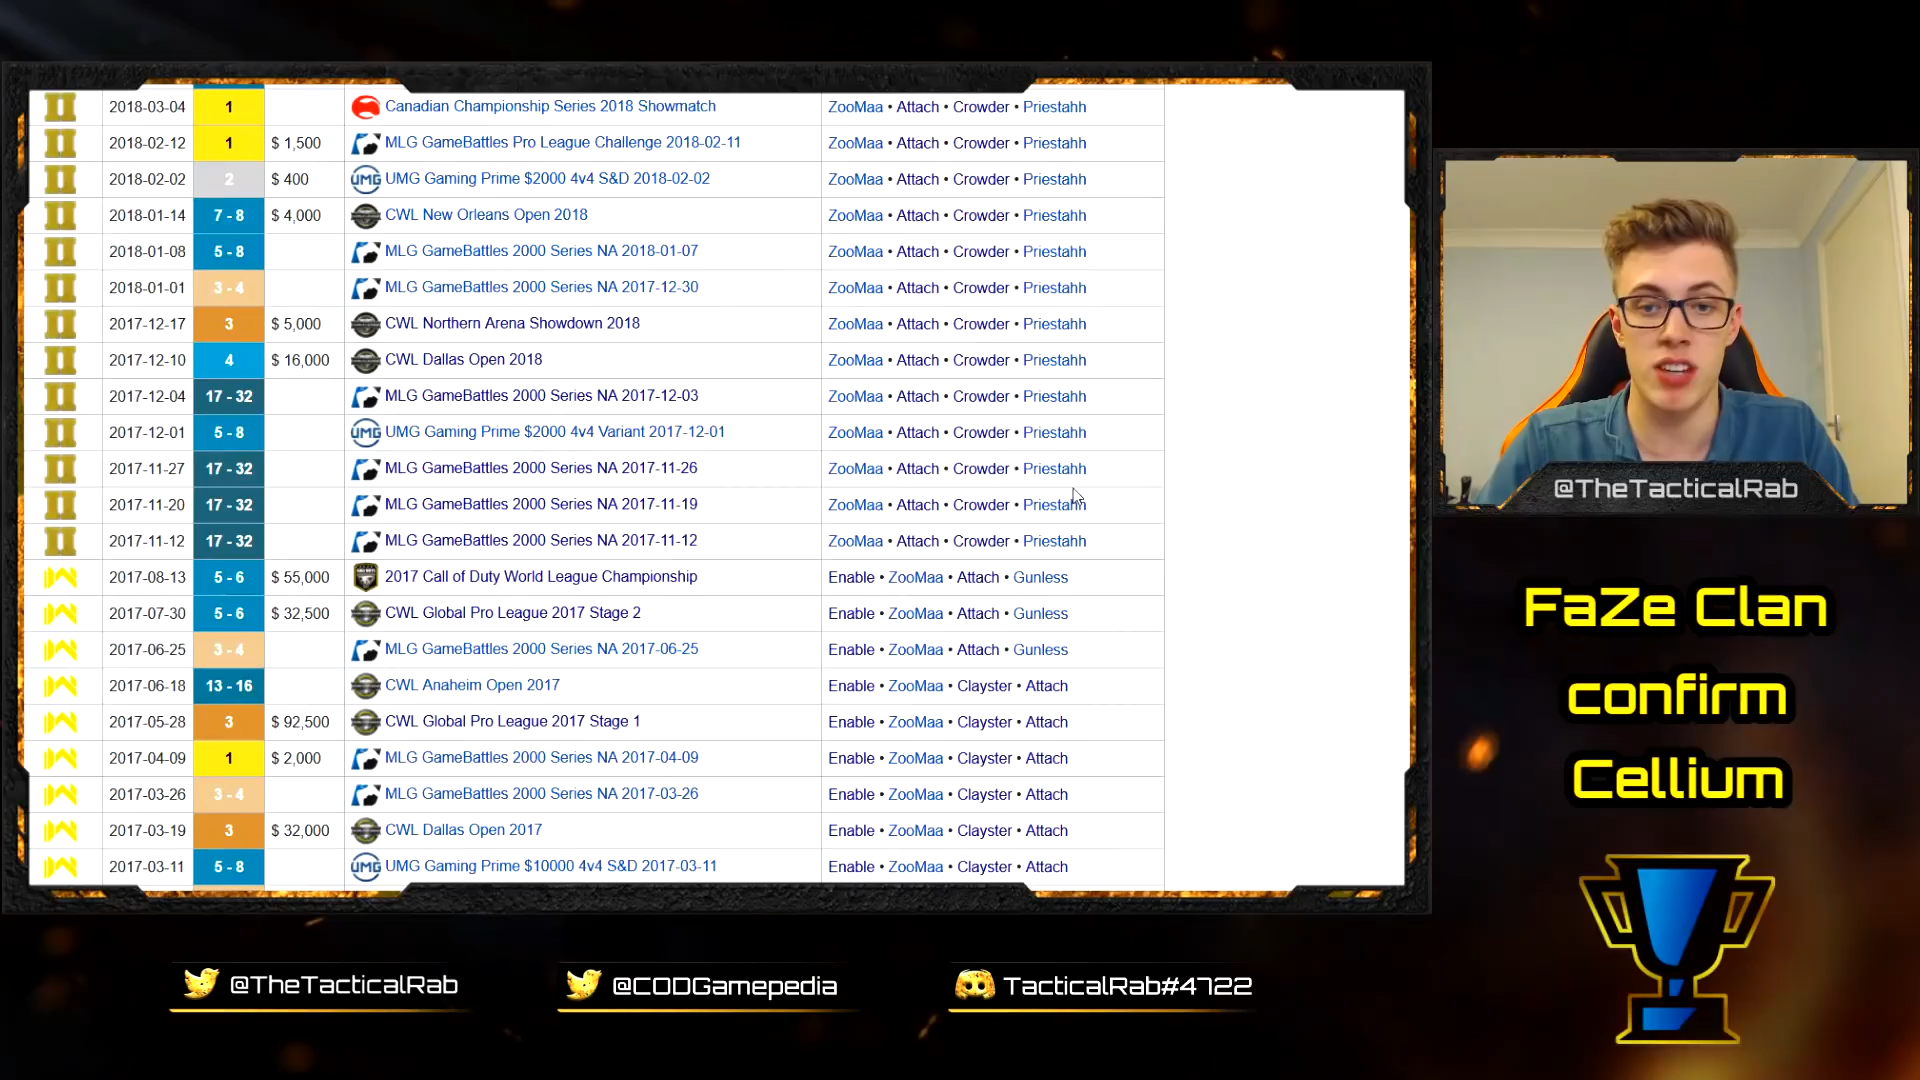 2018-03-04 1 Canadian Championship Series 2018 Showmatch ZooMaa • Attach • Crowder • Priestahh
2018-02-12 1 $ 1,500 MLG GameBattles Pro League Challenge 2018-02-11 ZooMaa • Attach • Crowder • Priestahh
2018-02-02 2 $ 400 UMG UMG Gaming Prime $2000 4v4 S&D 2018-02-02 ZooMaa • Attach • Crowder • Priestahh
2018-01-14 7 - 8 $ 4,000 CWL New Orleans Open 2018 ZooMaa • Attach • Crowder • Priestahh
2018-01-08 5 - 8 MLG GameBattles 2000 Series NA 2018-01-07 ZooMaa • Attach • Crowder • Priestahh
2018-01-01 3 - 4 MLG GameBattles 2000 Series NA 2017-12-30 ZooMaa • Attach • Crowder • Priestahh
2017-12-17 3 $ 5,000 CWL Northern Arena Showdown 2018 ZooMaa • Attach • Crowder • Priestahh
2017-12-10 4 $ 16,000 CWL Dallas Open 2018 ZooMaa • Attach • Crowder • Priestahh
2017-12-04 17 - 32 MLG GameBattles 2000 Series NA 2017-12-03 ZooMaa • Attach • Crowder • Priestahh
2017-12-01 5 - 8 UMG UMG Gaming Prime $2000 4v4 Variant 2017-12-01 ZooMaa • Attach • Crowder • Priestahh
2017-11-27 17 - 32 MLG GameBattles 2000 Series NA 2017-11-26 ZooMaa • Attach • Crowder • Priestahh
2017-11-20 17 - 32 MLG GameBattles 2000 Series NA 2017-11-19 ZooMaa • Attach • Crowder • Priestahh
2017-11-12 17 - 32 MLG GameBattles 2000 Series NA 2017-11-12 ZooMaa • Attach • Crowder • Priestahh
2017-08-13 5 - 6 $ 55,000 2017 Call of Duty World League Championship Enable • ZooMaa • Attach • Gunless
2017-07-30 5 - 6 $ 32,500 CWL Global Pro League 2017 Stage 2 Enable • ZooMaa • Attach • Gunless
2017-06-25 3 - 4 MLG GameBattles 2000 Series NA 2017-06-25 Enable • ZooMaa • Attach • Gunless
2017-06-18 13 - 16 CWL Anaheim Open 2017 Enable • ZooMaa • Clayster • Attach
2017-05-28 3 $ 92,500 CWL Global Pro League 2017 Stage 1 Enable • ZooMaa • Clayster • Attach
2017-04-09 1 $ 2,000 MLG GameBattles 2000 Series NA 2017-04-09 Enable • ZooMaa • Clayster • Attach
2017-03-26 3 - 4 MLG GameBattles 2000 Series NA 2017-03-26 Enable • ZooMaa • Clayster • Attach
2017-03-19 3 $ 32,000 CWL Dallas Open 2017 Enable • ZooMaa • Clayster • Attach
2017-03-11 5 - 8 UMG UMG Gaming Prime $10000 4v4 S&D 2017-03-11 Enable • ZooMaa • Clayster • Attach
@TheTacticalRab
FaZe Clan
confirm
Cellium
@TheTacticalRab
@CODGamepedia
TacticalRab#4722